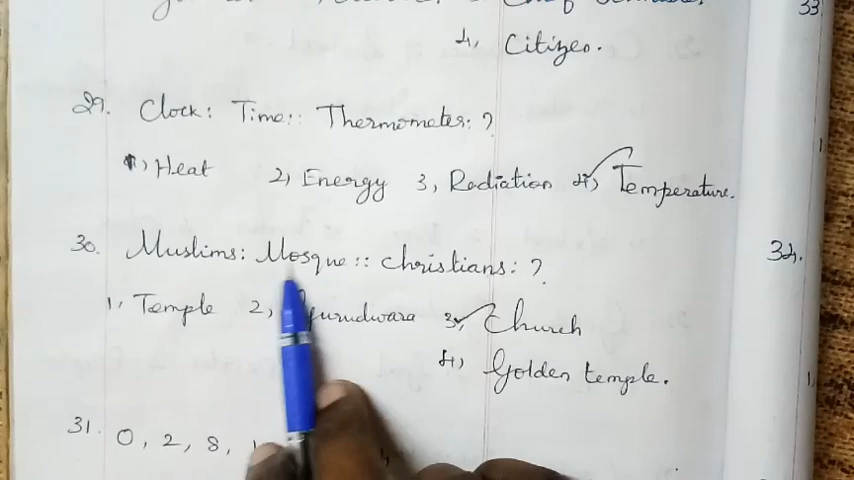 33
4, Citizen.
29. Clock: Time:: Thermometer: ?
1) Heat 2) Energy 3, Radiation 4) Temperature.
30. Muslims: Mosque:: Christians: ?
32.
1, Temple 2, Gurudwara 3, Church
4) Golden temple.
31. 0, 2, 8,